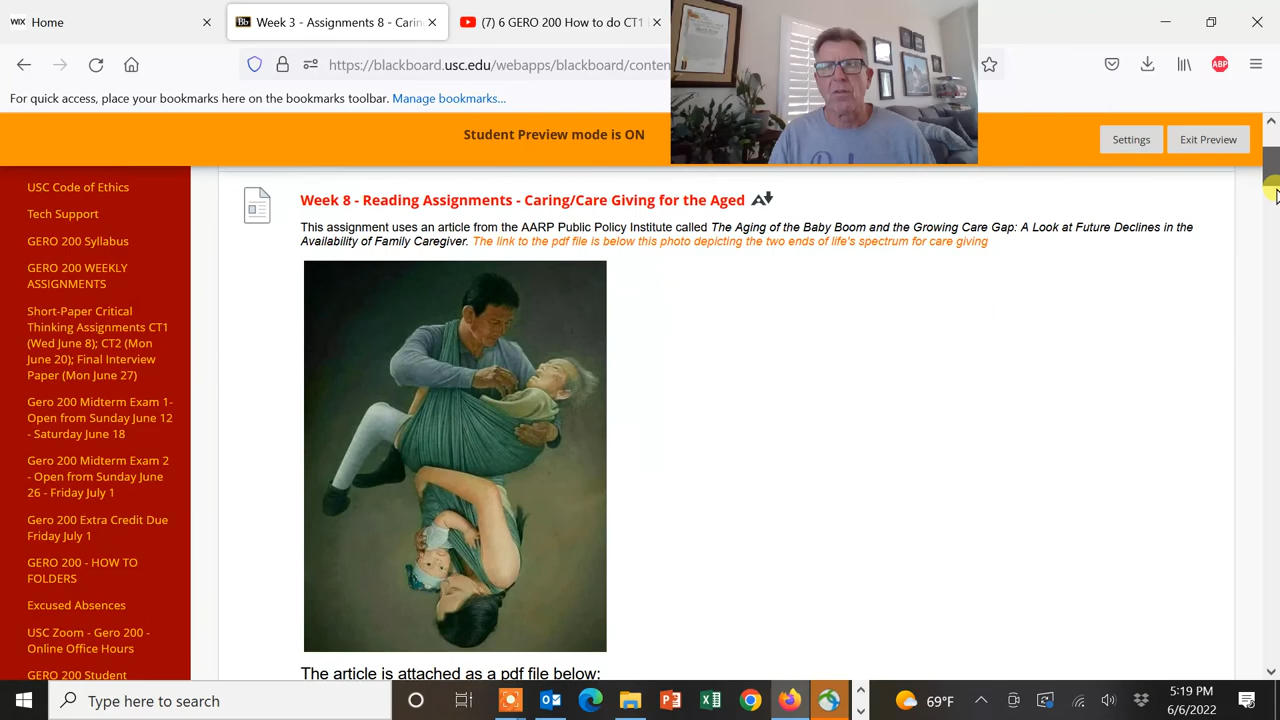 WIX Home
Bb Week 3 - Assignments 8 - Carin
(7) 6 GERO 200 How to do CT1
https://blackboard.usc.edu/webapps/blackboard/conten
ABP
For quick access, place your bookmarks here on the bookmarks toolbar. Manage bookmarks...
Student Preview mode is ON
Settings
Exit Preview
USC Code of Ethics
Tech Support
GERO 200 Syllabus
GERO 200 WEEKLY
ASSIGNMENTS
Short-Paper Critical
Thinking Assignments CT1
(Wed June 8); CT2 (Mon
June 20); Final Interview
Paper (Mon June 27)
Gero 200 Midterm Exam 1-
Open from Sunday June 12
- Saturday June 18
Gero 200 Midterm Exam 2
- Open from Sunday June
26 - Friday July 1
Gero 200 Extra Credit Due
Friday July 1
GERO 200 - HOW TO
FOLDERS
Excused Absences
USC Zoom - Gero 200 -
Online Office Hours
GERO 200 Student
Week 8 - Reading Assignments - Caring/Care Giving for the Aged
This assignment uses an article from the AARP Public Policy Institute called The Aging of the Baby Boom and the Growing Care Gap: A Look at Future Declines in the
Availability of Family Caregiver. The link to the pdf file is below this photo depicting the two ends of life's spectrum for care giving
The article is attached as a pdf file below:
Type here to search
69°F
5:19 PM
6/6/2022